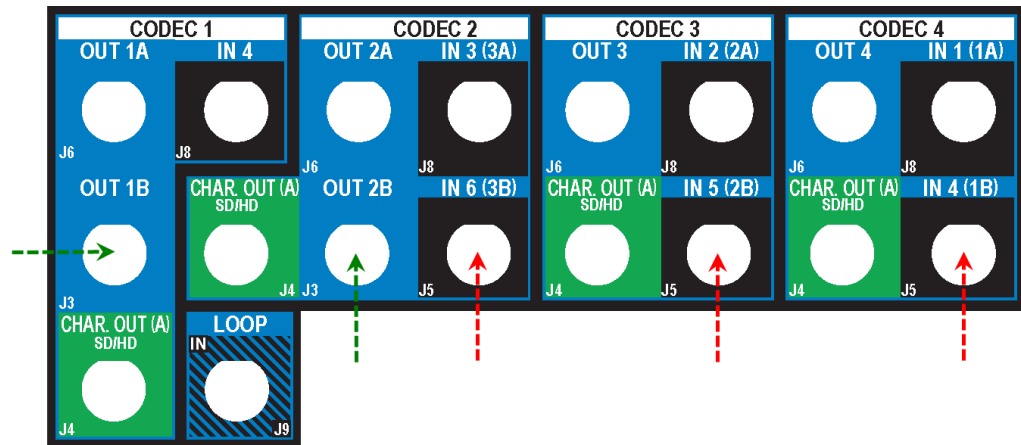 CODEC 1
CODEC 2
CODEC 3
CODEC 4
OUT 1A
IN 4
OUT 2A
IN 3 (3A)
OUT 3
IN 2 (2A)
OUT 4
IN 1 (1A)
J6
J8
J6
J8
J6
J8
J6
J8
OUT 1B
CHAR. OUT (A)
SD/HD
OUT 2B
IN 6 (3B)
CHAR. OUT (A)
SD/HD
IN 5 (2B)
CHAR. OUT (A)
SD/HD
IN 4 (1B)
J3
J4
J3
J5
J4
J5
J4
J5
CHAR. OUT (A)
SD/HD
LOOP
IN
J4
J9